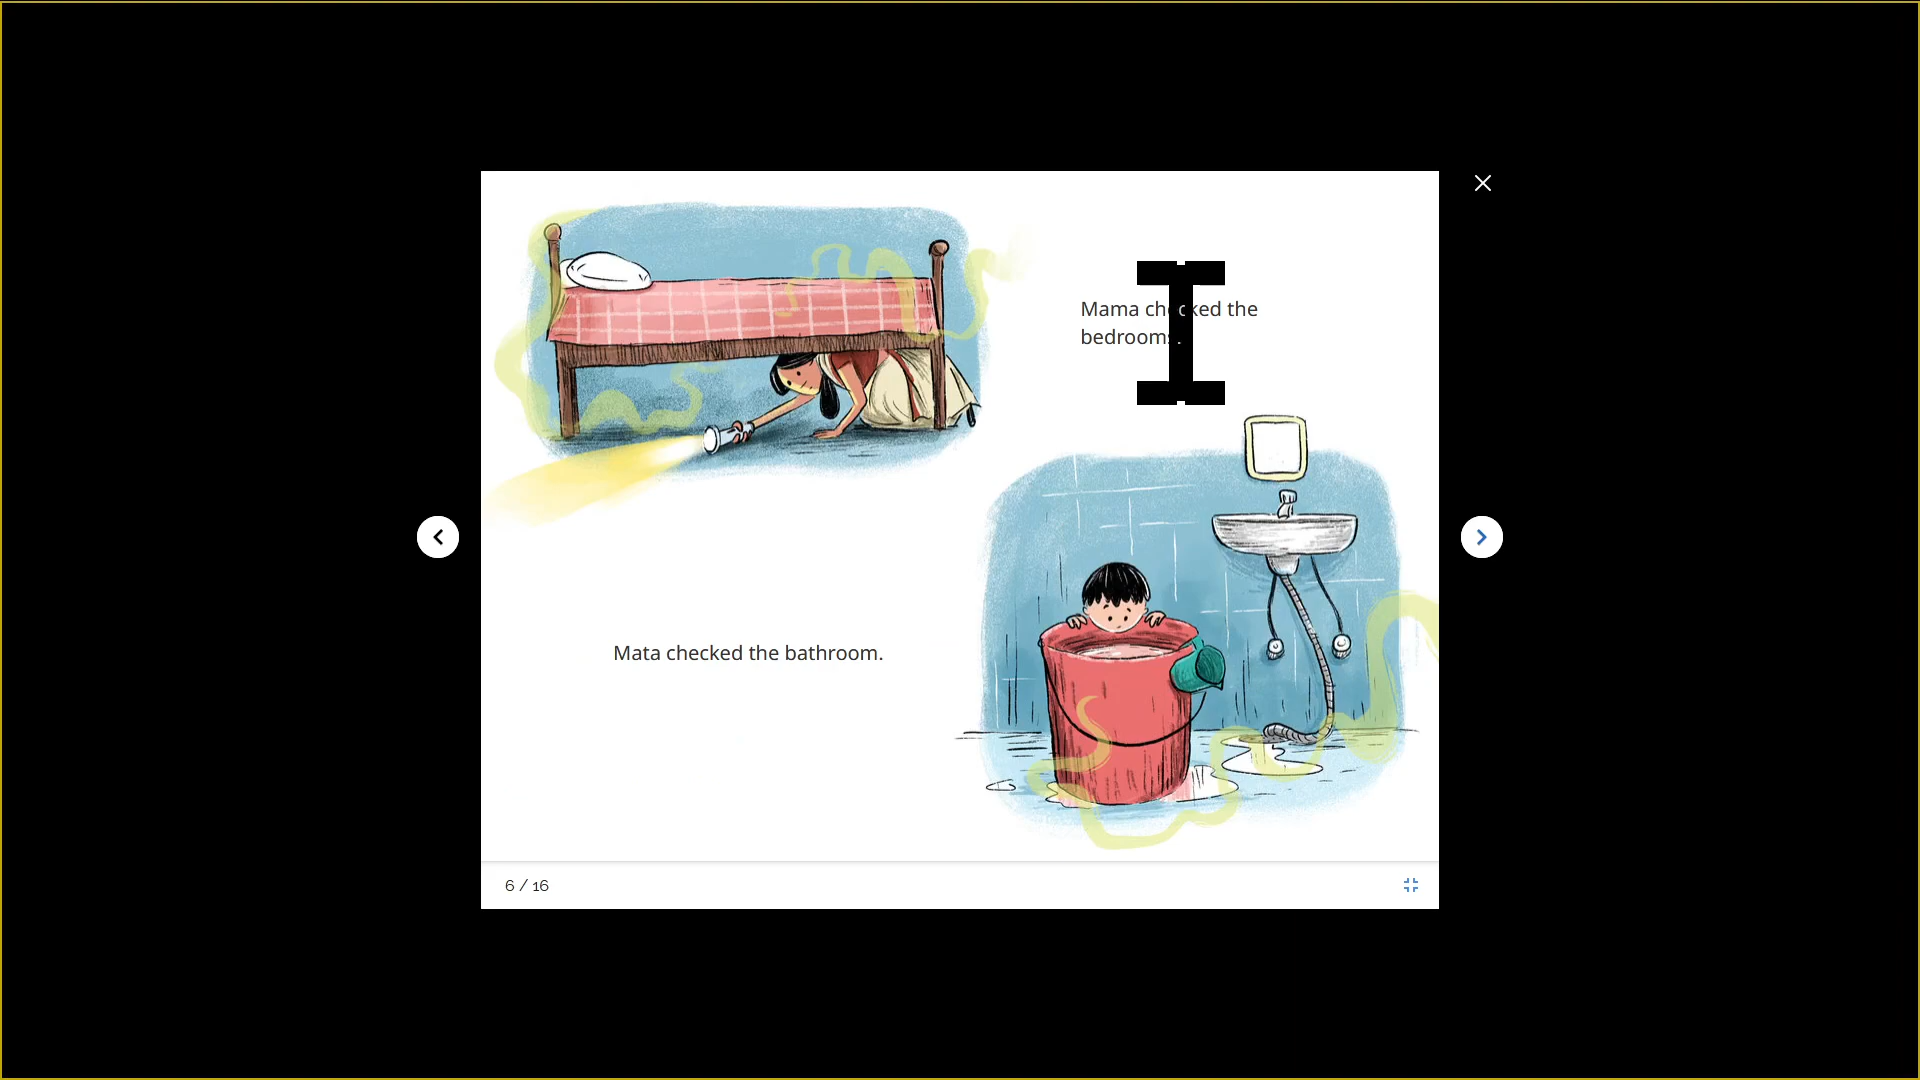 Mama checked the
bedrooms.
Mata checked the bathroom.
6 / 16